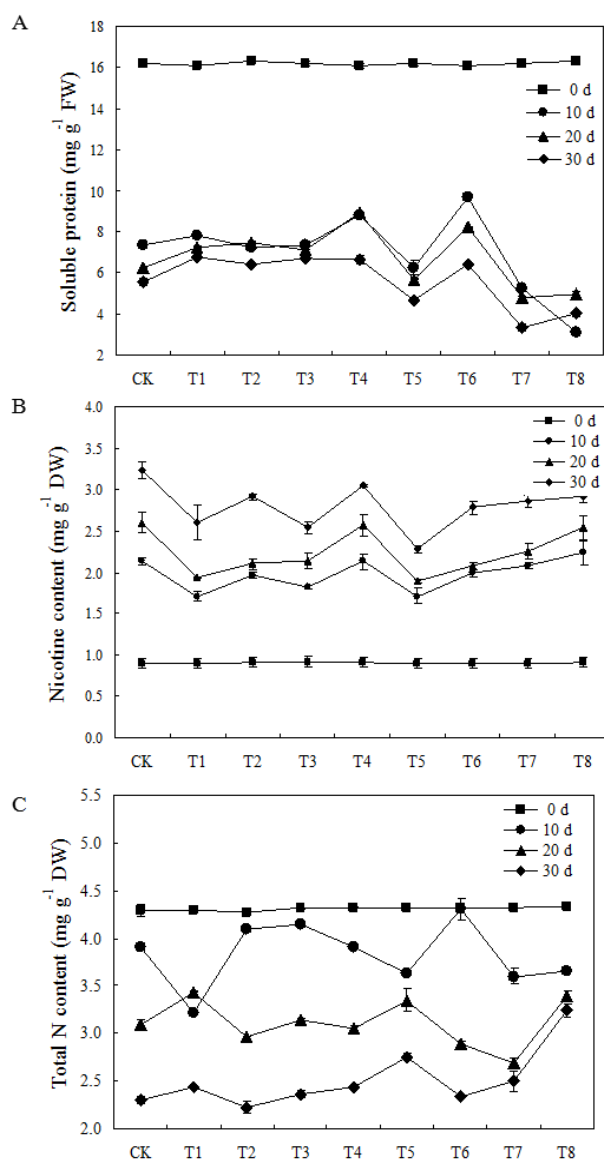 A
18
16
14
12
10
8
6
4
2
Soluble protein (mg g⁻¹ FW)
0 d
10 d
20 d
30 d
CK T1 T2 T3 T4 T5 T6 T7 T8
B
4.0
3.5
3.0
2.5
2.0
1.5
1.0
0.5
0.0
Nicotine content (mg g⁻¹ DW)
0 d
10 d
20 d
30 d
CK T1 T2 T3 T4 T5 T6 T7 T8
C
5.5
5.0
4.5
4.0
3.5
3.0
2.5
2.0
Total N content (mg g⁻¹ DW)
0 d
10 d
20 d
30 d
CK T1 T2 T3 T4 T5 T6 T7 T8